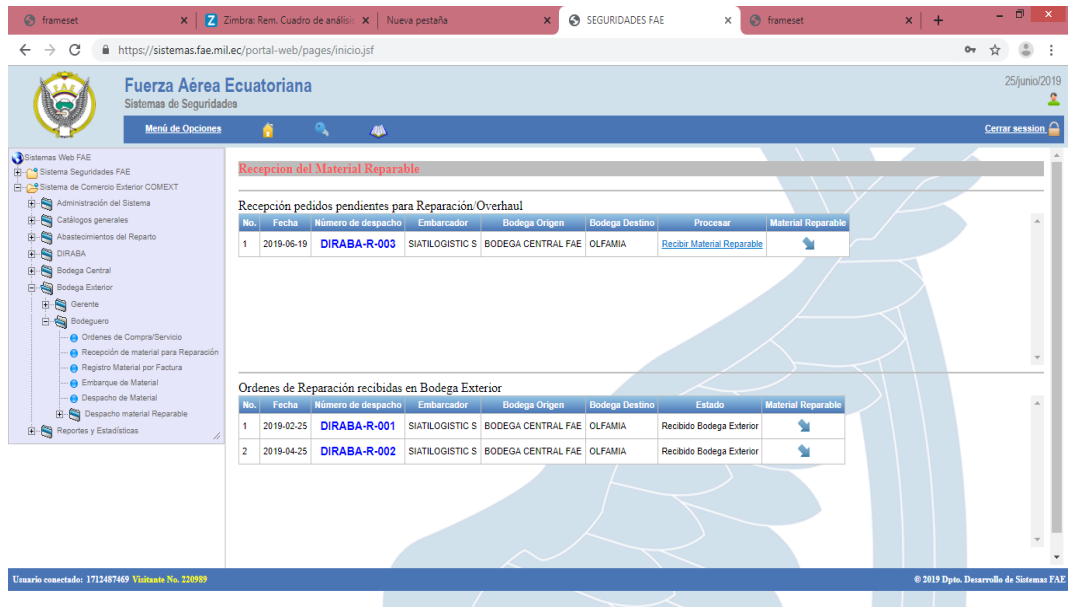 frameset
Zimbra: Rem. Cuadro de análisis
Nueva pestaña
SEGURIDADES FAE
frameset
https://sistemas.fae.mil.ec/portal-web/pages/inicio.jsf
Fuerza Aérea Ecuatoriana
Sistemas de Seguridades
25/junio/2019
Menú de Opciones
Cerrar session
Sistemas Web FAE
Sistema Seguridades FAE
Sistema de Comercio Exterior COMEXT
Administración del Sistema
Catálogos generales
Abastecimientos del Reparto
DIRABA
Bodega Central
Bodega Exterior
Gerente
Bodeguero
Ordenes de Compra/Servicio
Recepción de material para Reparación
Registro Material por Factura
Embarque de Material
Despacho de Material
Despacho material Reparable
Reportes y Estadísticas
Recepcion del Material Reparable
Recepción pedidos pendientes para Reparación/Overhaul
No. Fecha Número de despacho Embarcador Bodega Origen Bodega Destino Procesar Material Reparable
1 2019-06-19 DIRABA-R-003 SIATILOGISTIC S BODEGA CENTRAL FAE OLFAMIA Recibir Material Reparable
Ordenes de Reparación recibidas en Bodega Exterior
No. Fecha Número de despacho Embarcador Bodega Origen Bodega Destino Estado Material Reparable
1 2019-02-25 DIRABA-R-001 SIATILOGISTIC S BODEGA CENTRAL FAE OLFAMIA Recibido Bodega Exterior
2 2019-04-25 DIRABA-R-002 SIATILOGISTIC S BODEGA CENTRAL FAE OLFAMIA Recibido Bodega Exterior
Usuario conectado: 1712487469 Visitante No. 220989
© 2019 Dpto. Desarrollo de Sistemas FAE